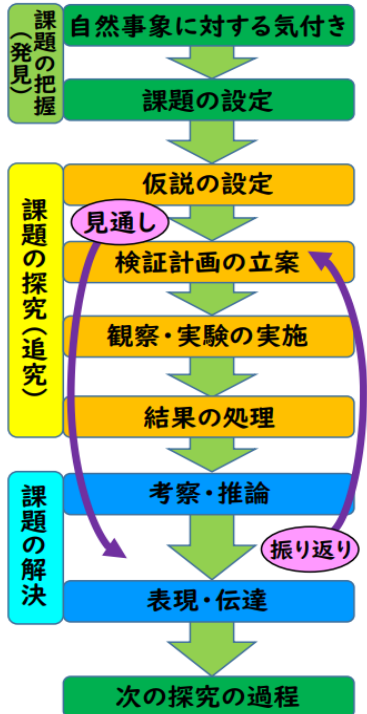 課題の把握
(発見)
自然事象に対する気付き
課題の設定
課題の探究(追究)
仮説の設定
見通し
検証計画の立案
観察・実験の実施
結果の処理
課題の解決
考察・推論
振り返り
表現・伝達
次の探究の過程